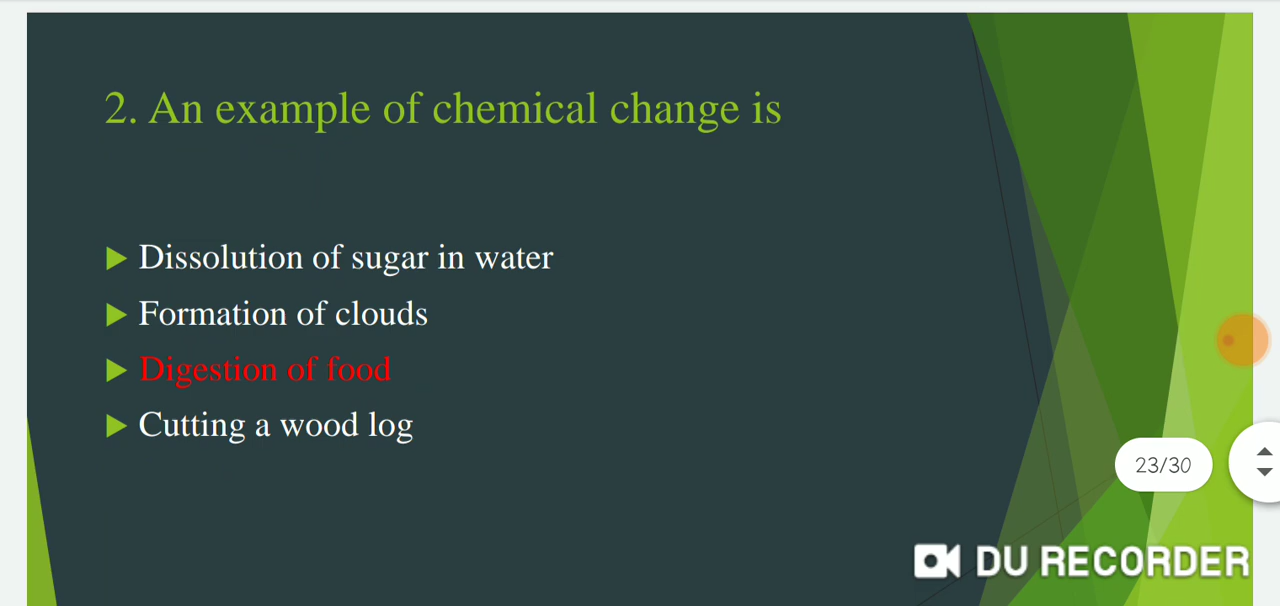 2. An example of chemical change is
Dissolution of sugar in water
Formation of clouds
Digestion of food
Cutting a wood log
23/30
DU RECORDER